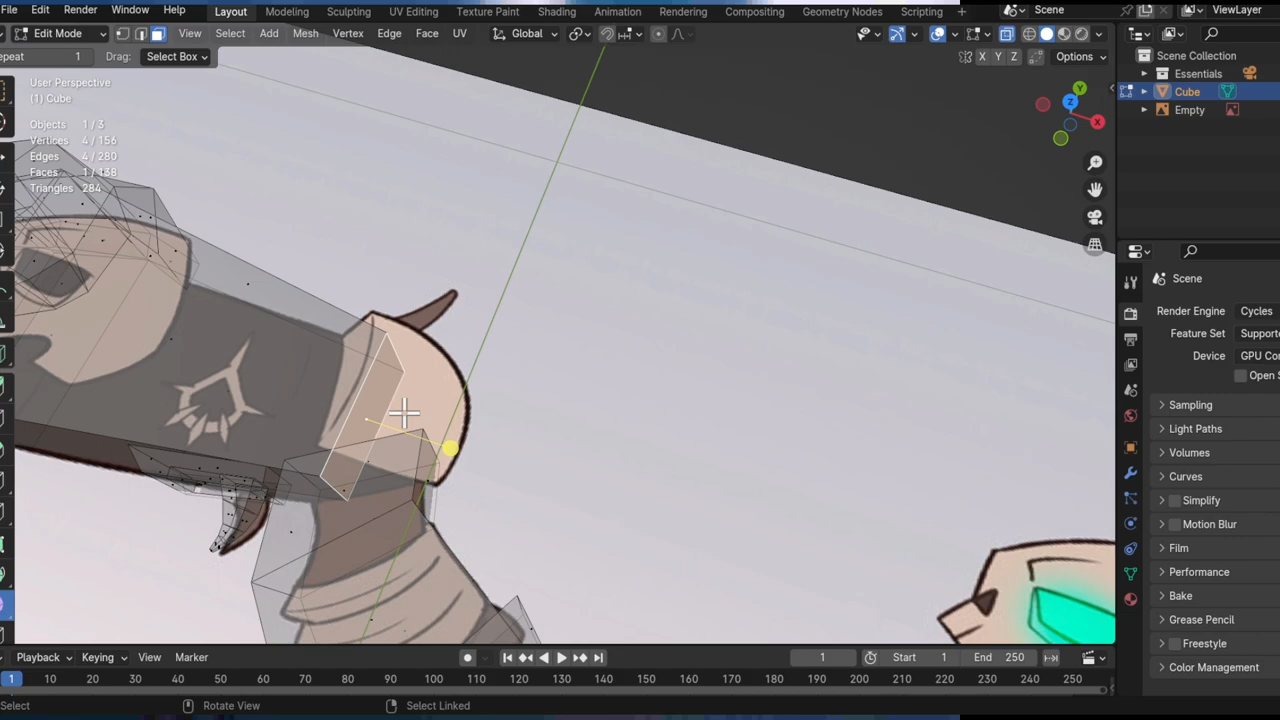 File Edit Render Window Help Layout Modeling Sculpting UV Editing Texture Paint Shading Animation Rendering Compositing Geometry Nodes Scripting Scene ViewLayer
Edit Mode View Select Add Mesh Vertex Edge Face UV Global
epeat 1 Drag: Select Box X Y Z Options
User Perspective
(1) Cube
Objects 1 / 3
Vertices 4 / 156
Edges 4 / 280
Faces 1 / 138
Triangles 284
Y
Z
X
Scene Collection
Essentials
Cube
Empty
Scene
Render Engine Cycles
Feature Set Supporte
Device GPU Com
Open S
Sampling
Light Paths
Volumes
Curves
Simplify
Motion Blur
Film
Performance
Bake
Grease Pencil
Freestyle
Color Management
Playback Keying View Marker 1 Start 1 End 250
1 10 20 30 40 50 60 70 80 90 100 110 120 130 140 150 160 170 180 190 200 210 220 230 240 250
Select Rotate View Select Linked